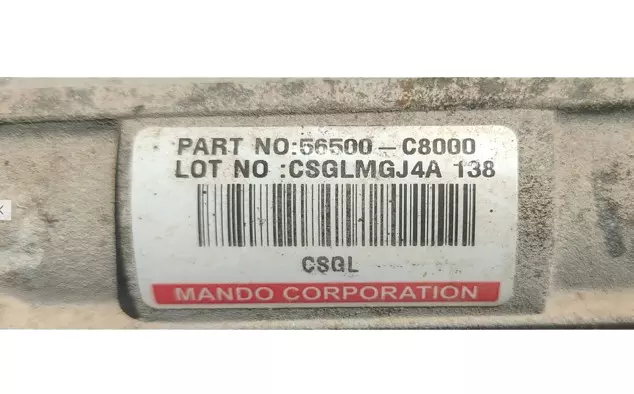 PART NO:56500-C8000
LOT NO :CSGLMGJ4A 138
CSGL
MANDO CORPORATION